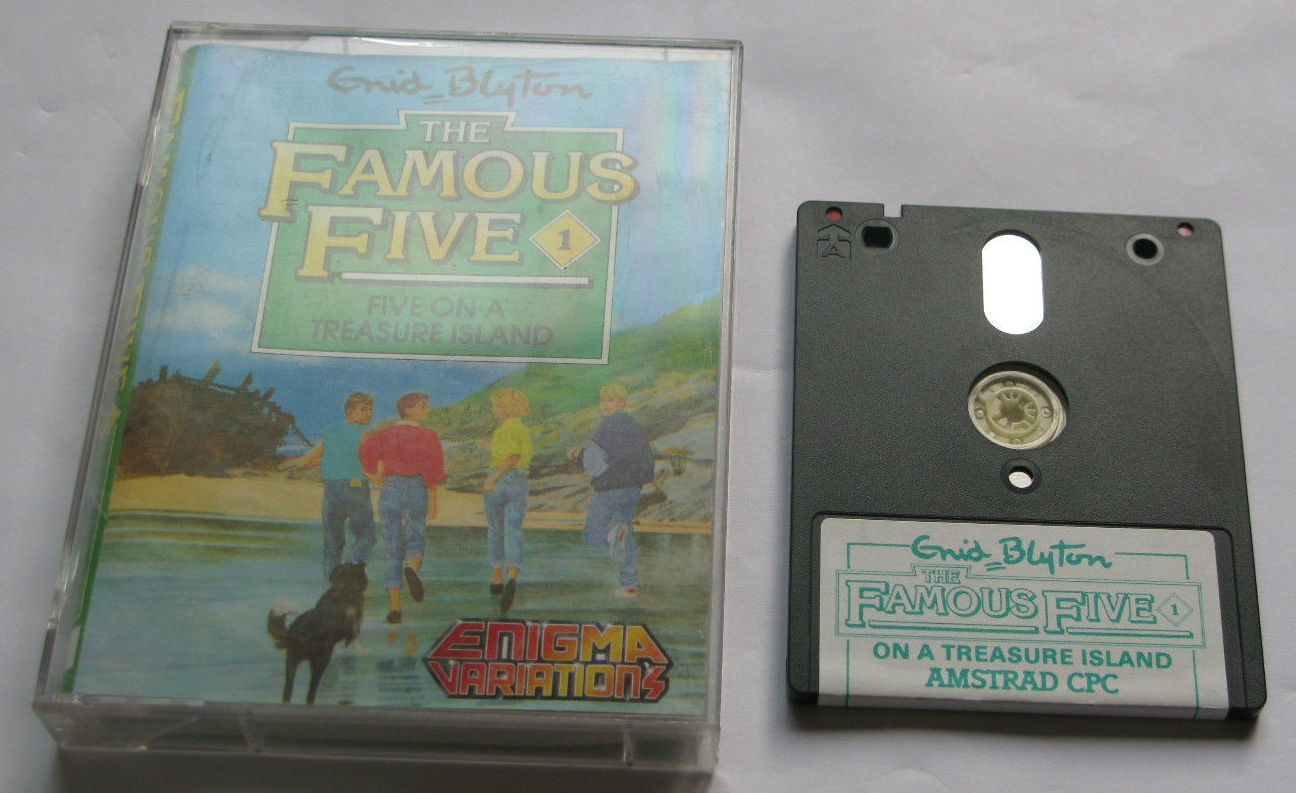 Enid Blyton
THE
FAMOUS
FIVE 1
FIVE ON A
TREASURE ISLAND
ENIGMA
VARIATIONS
A
Enid Blyton
THE
FAMOUS FIVE 1
ON A TREASURE ISLAND
AMSTRAD CPC